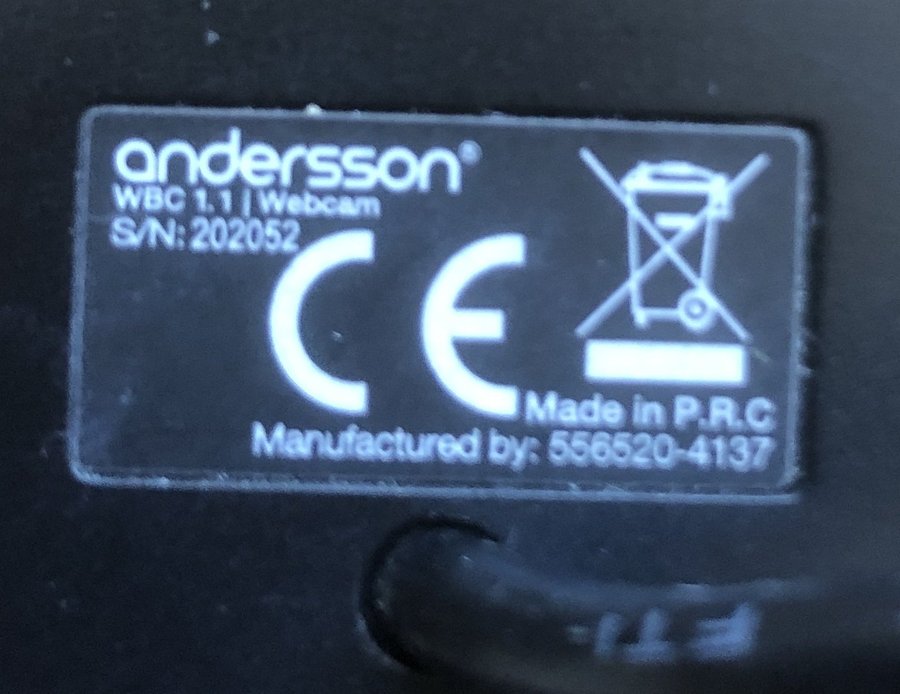 andersson®
WBC 1.1 | Webcam
S/N: 202052
CE
Made in P.R.C
Manufactured by: 556520-4137